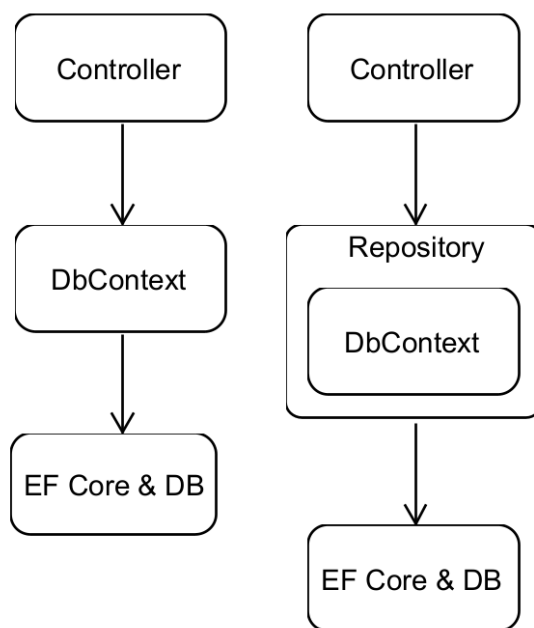 Controller
DbContext
EF Core & DB
Controller
Repository
DbContext
EF Core & DB